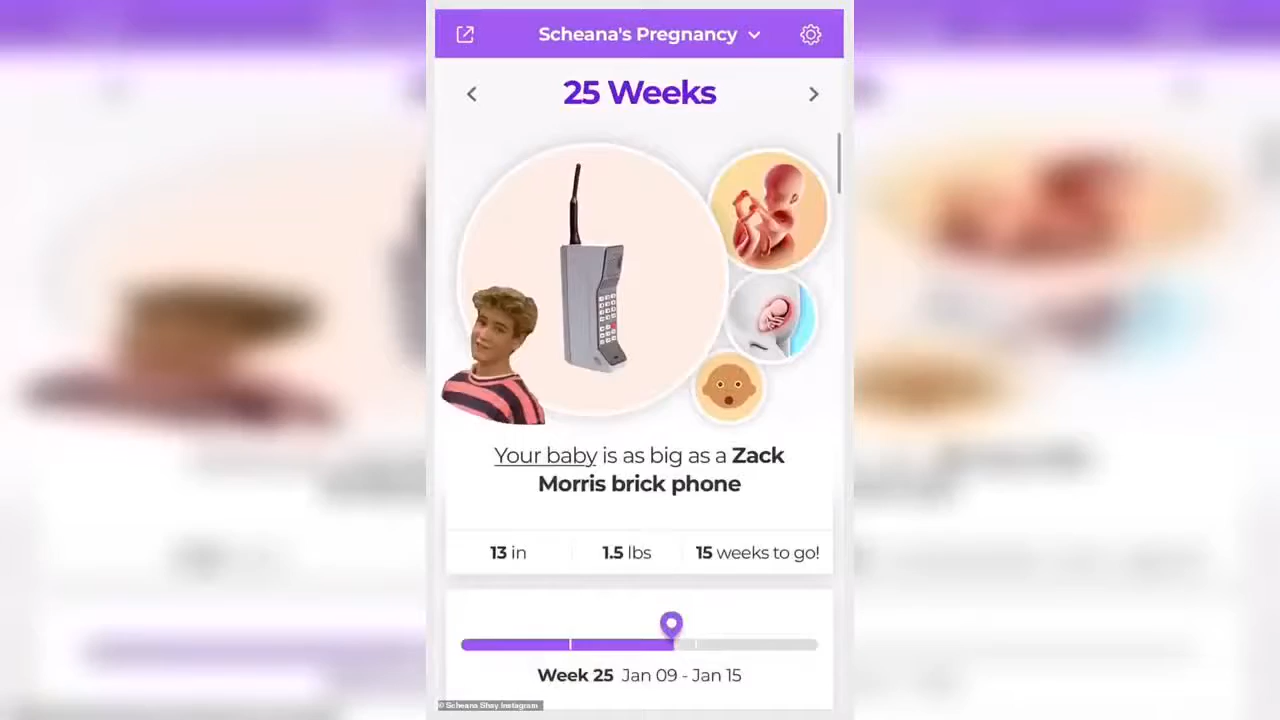 Scheana's Pregnancy
25 Weeks
Your baby is as big as a Zack
Morris brick phone
13 in
1.5 lbs
15 weeks to go!
Week 25 Jan 09 - Jan 15
© Scheana Shay Instagram